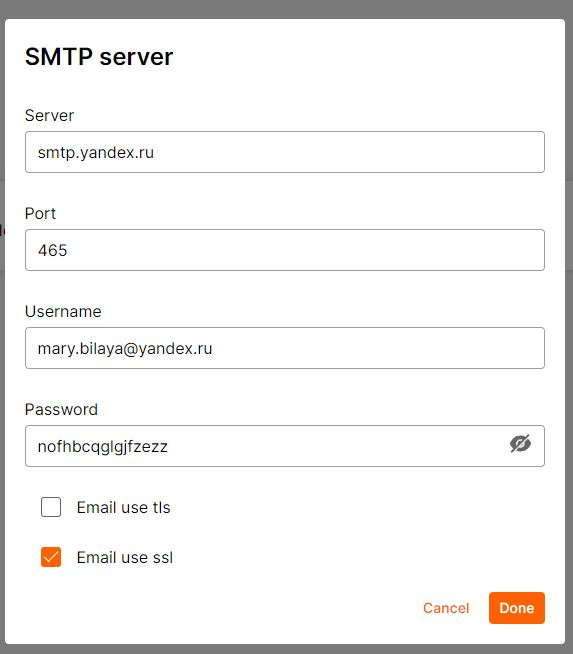 SMTP server
Server
smtp.yandex.ru
Port
465
Username
mary.bilaya@yandex.ru
Password
nofhbcqglgjfzezz
Email use tls
Email use ssl
Cancel Done